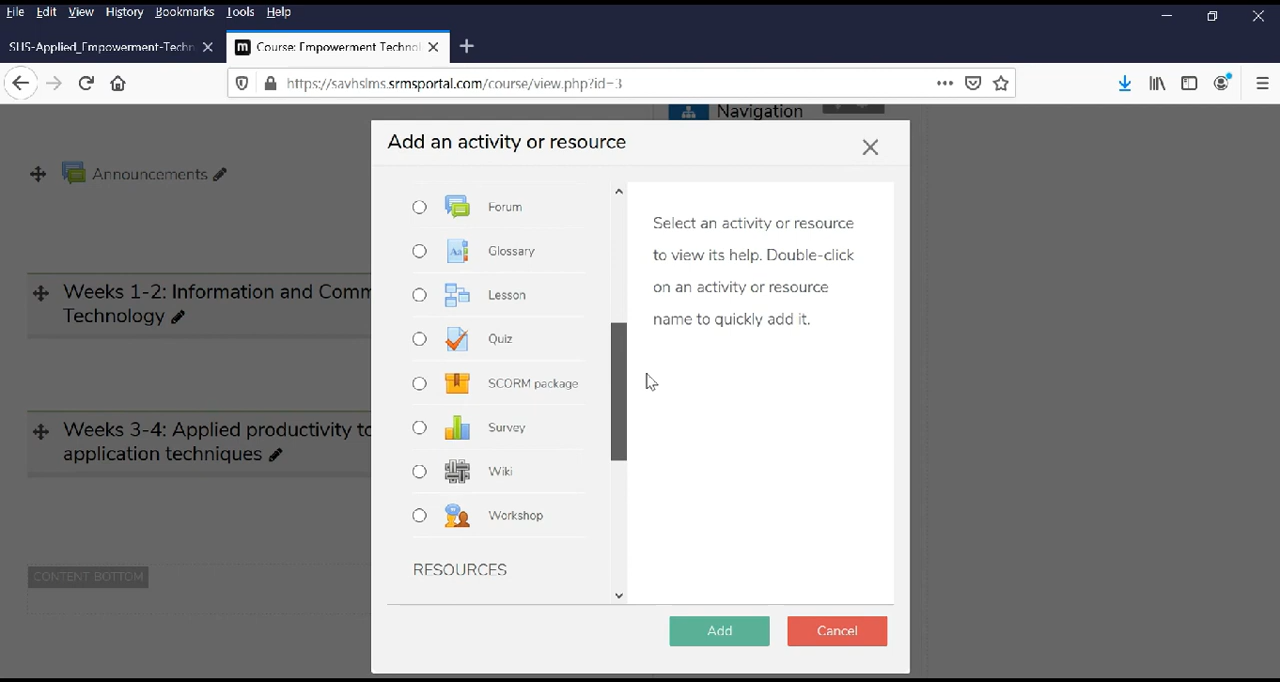 File Edit View History Bookmarks Tools Help
SHS-Applied_Empowerment-Techn
Course: Empowerment Technol
https://savhslms.srmsportal.com/course/view.php?id=3
Navigation
Add an activity or resource
Announcements
Forum
Glossary
Lesson
Quiz
SCORM package
Survey
Wiki
Workshop
RESOURCES
Select an activity or resource
to view its help. Double-click
on an activity or resource
name to quickly add it.
Weeks 1-2: Information and Comm
Technology
Weeks 3-4: Applied productivity to
application techniques
CONTENT BOTTOM
Add
Cancel